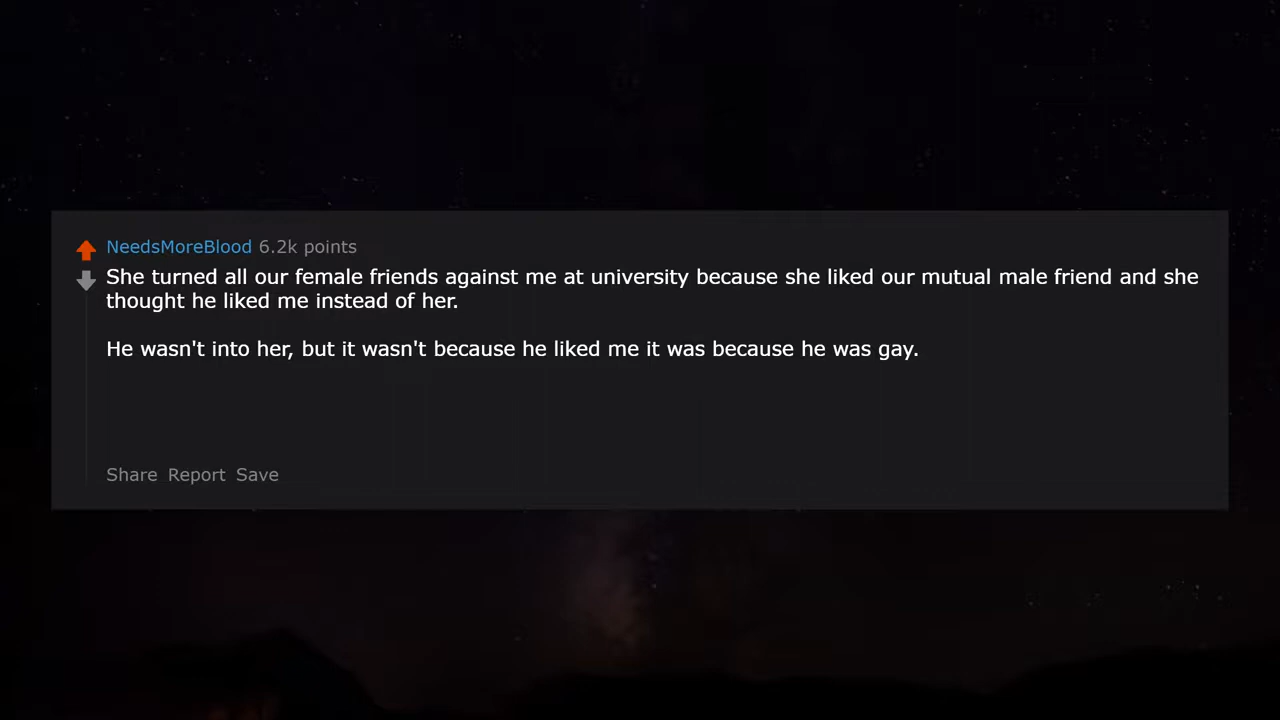 NeedsMoreBlood 6.2k points
She turned all our female friends against me at university because she liked our mutual male friend and she
thought he liked me instead of her.
He wasn't into her, but it wasn't because he liked me it was because he was gay.
Share Report Save